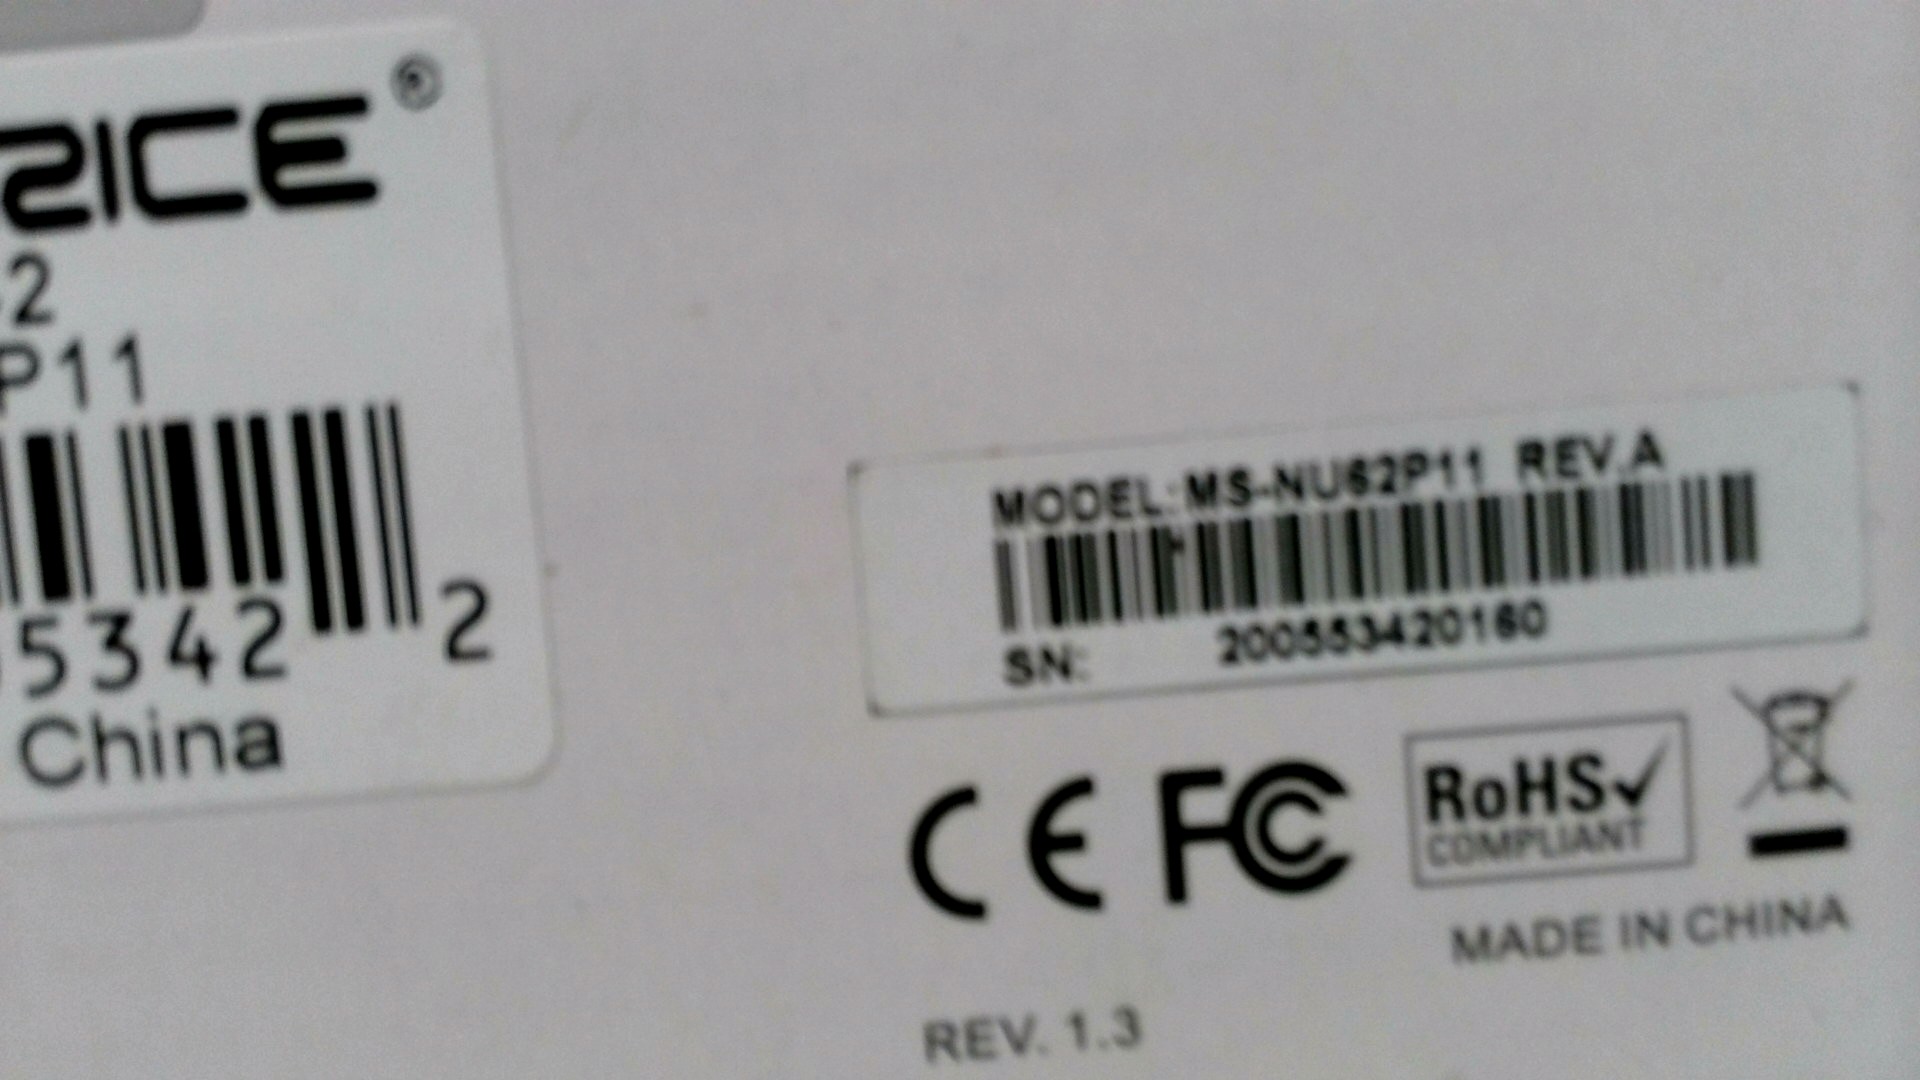 RICE®
2
P11
5342 2
China
MODEL:MS-NU62P11 REV.A
SN: 200553420160
CE FC RoHS
COMPLIANT
MADE IN CHINA
REV. 1.3